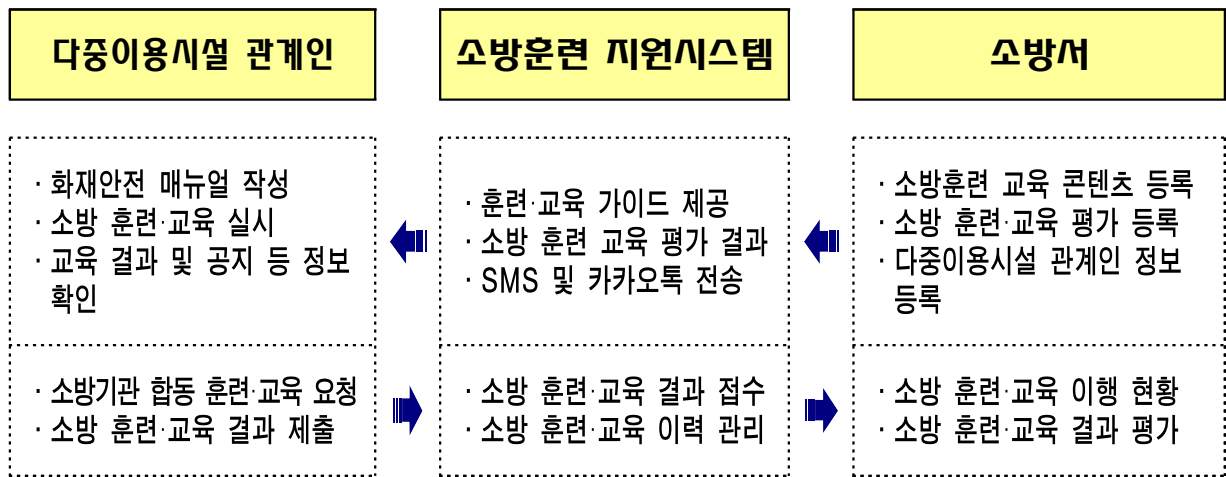 다중이용시설 관계인
소방훈련 지원시스템
소방서
· 화재안전 매뉴얼 작성
· 소방 훈련·교육 실시
· 교육 결과 및 공지 등 정보
확인
· 훈련·교육 가이드 제공
· 소방 훈련 교육 평가 결과
· SMS 및 카카오톡 전송
· 소방훈련 교육 콘텐츠 등록
· 소방 훈련·교육 평가 등록
· 다중이용시설 관계인 정보
등록
· 소방기관 합동 훈련·교육 요청
· 소방 훈련·교육 결과 제출
· 소방 훈련·교육 결과 접수
· 소방 훈련·교육 이력 관리
· 소방 훈련·교육 이행 현황
· 소방 훈련·교육 결과 평가